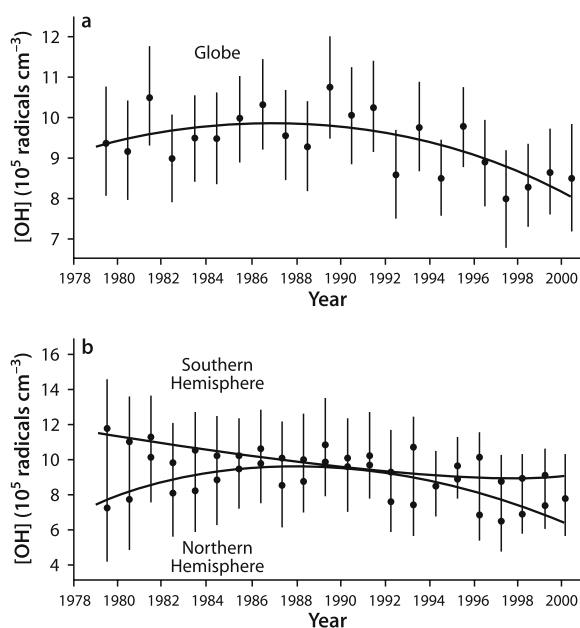 a
12
Globe
11
10
9
8
7
[OH] (10⁵ radicals cm⁻³)
1978 1980 1982 1984 1986 1988 1990 1992 1994 1996 1998 2000
Year
b
16
Southern
Hemisphere
14
12
10
8
6
4
Northern
Hemisphere
[OH] (10⁵ radicals cm⁻³)
1978 1980 1982 1984 1986 1988 1990 1992 1994 1996 1998 2000
Year